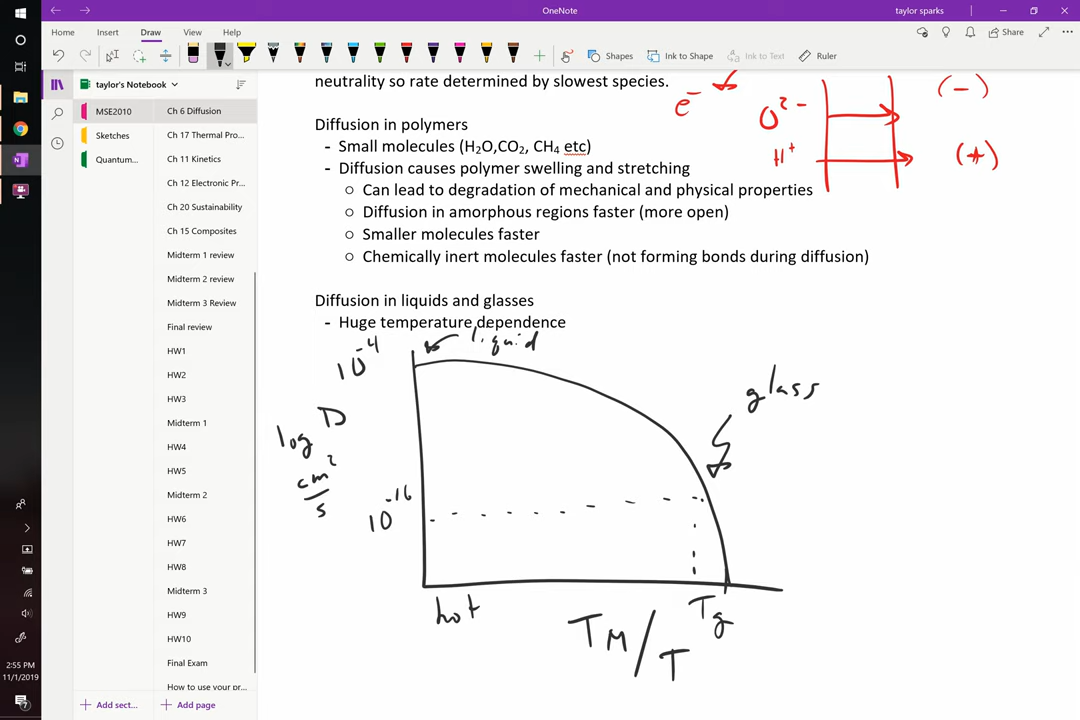 OneNote
taylor sparks
Home
Insert
Draw
View
Help
Share
Shapes
Ink to Shape
Ink to Text
Ruler
taylor's Notebook
MSE2010
Sketches
Quantum...
Ch 6 Diffusion
Ch 17 Thermal Pro...
Ch 11 Kinetics
Ch 12 Electronic Pr...
Ch 20 Sustainability
Ch 15 Composites
Midterm 1 review
Midterm 2 review
Midterm 3 Review
Final review
HW1
HW2
HW3
Midterm 1
HW4
HW5
Midterm 2
HW6
HW7
HW8
Midterm 3
HW9
HW10
Final Exam
How to use your pr...
Add sect...
Add page
2:55 PM
11/1/2019
7
neutrality so rate determined by slowest species.
e⁻
O²⁻
(-)
H⁺
(+)
Diffusion in polymers
- Small molecules (H₂O,CO₂, CH₄ etc)
- Diffusion causes polymer swelling and stretching
○ Can lead to degradation of mechanical and physical properties
○ Diffusion in amorphous regions faster (more open)
○ Smaller molecules faster
○ Chemically inert molecules faster (not forming bonds during diffusion)
Diffusion in liquids and glasses
- Huge temperature dependence
10⁻⁴
liquid
glass
log D
cm²/s
10⁻¹⁶
hot
Tg
TM/T